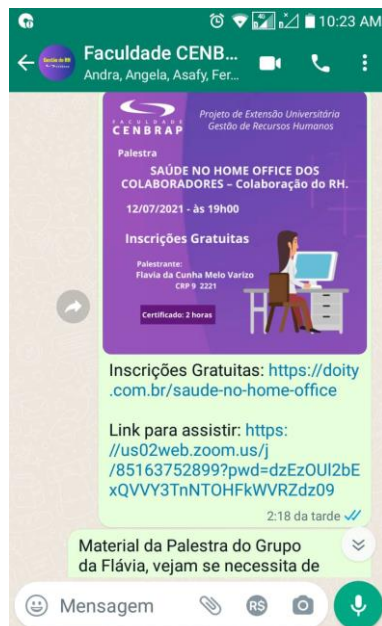 10:23 AM
Faculdade CENB...
Andra, Angela, Asafy, Fer...
FACULDADE
CENBRAP
Projeto de Extensão Universitária
Gestão de Recursos Humanos
Palestra
SAÚDE NO HOME OFFICE DOS
COLABORADORES – Colaboração do RH.
12/07/2021 - às 19h00
Inscrições Gratuitas
Palestrante:
Flavia da Cunha Melo Varizo
CRP 9 2221
Certificado: 2 horas
RH
Inscrições Gratuitas: https://doity
.com.br/saude-no-home-office
Link para assistir: https:
//us02web.zoom.us/j
/85163752899?pwd=dzEzOUl2bE
xQVVY3TnNTOHFkWVRZdz09
2:18 da tarde
Material da Palestra do Grupo
da Flávia, vejam se necessita de
Mensagem
R$